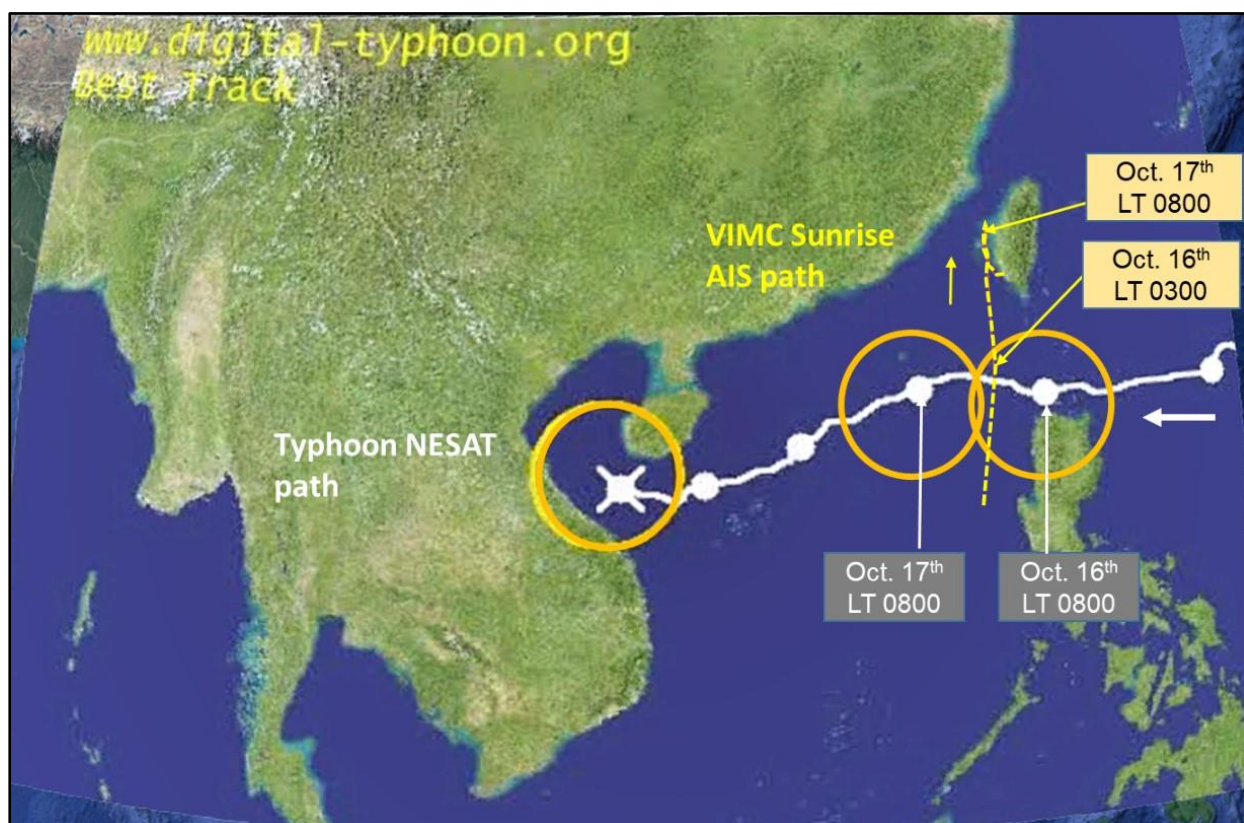 www.digital-typhoon.org
Best Track
Oct. 17th
LT 0800
VIMC Sunrise
AIS path
Oct. 16th
LT 0300
Typhoon NESAT
path
Oct. 17th
LT 0800
Oct. 16th
LT 0800